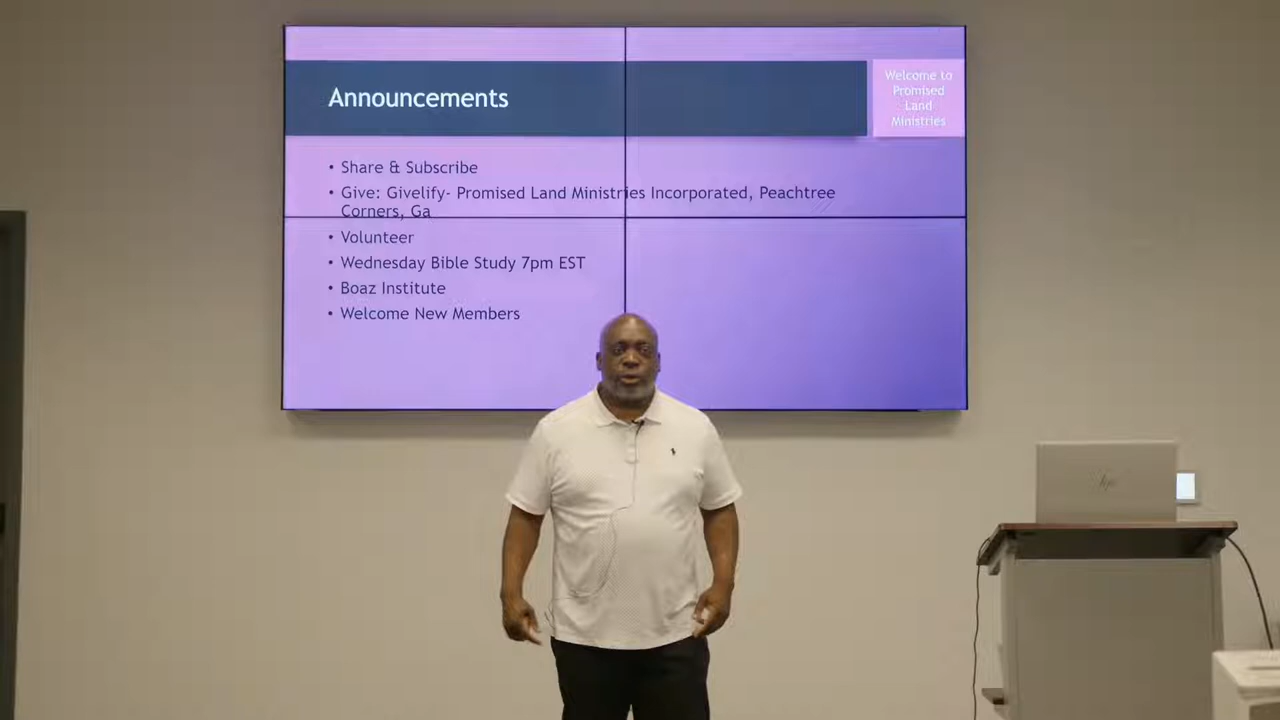 Announcements
Welcome to
Promised
Land
Ministries
• Share & Subscribe
• Give: Givelify- Promised Land Ministries Incorporated, Peachtree
Corners, Ga
• Volunteer
• Wednesday Bible Study 7pm EST
• Boaz Institute
• Welcome New Members
hp